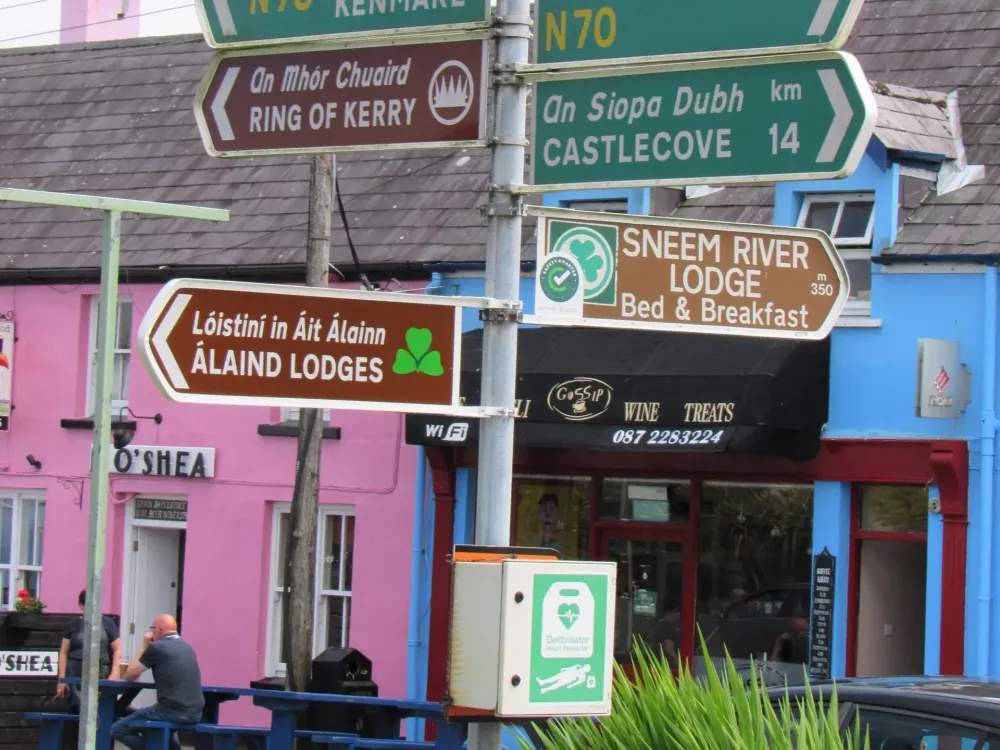 N70
KENMARE
N70
An Mhór Chuaird
RING OF KERRY
An Siopa Dubh km
CASTLECOVE 14
SNEEM RIVER
LODGE
Bed & Breakfast
m
350
Lóistiní in Áit Álainn
ÁLAIND LODGES
GOSSIP
WINE TREATS
WiFi
087 2283224
O'SHEA
O'SHEA
8
Defibrillator